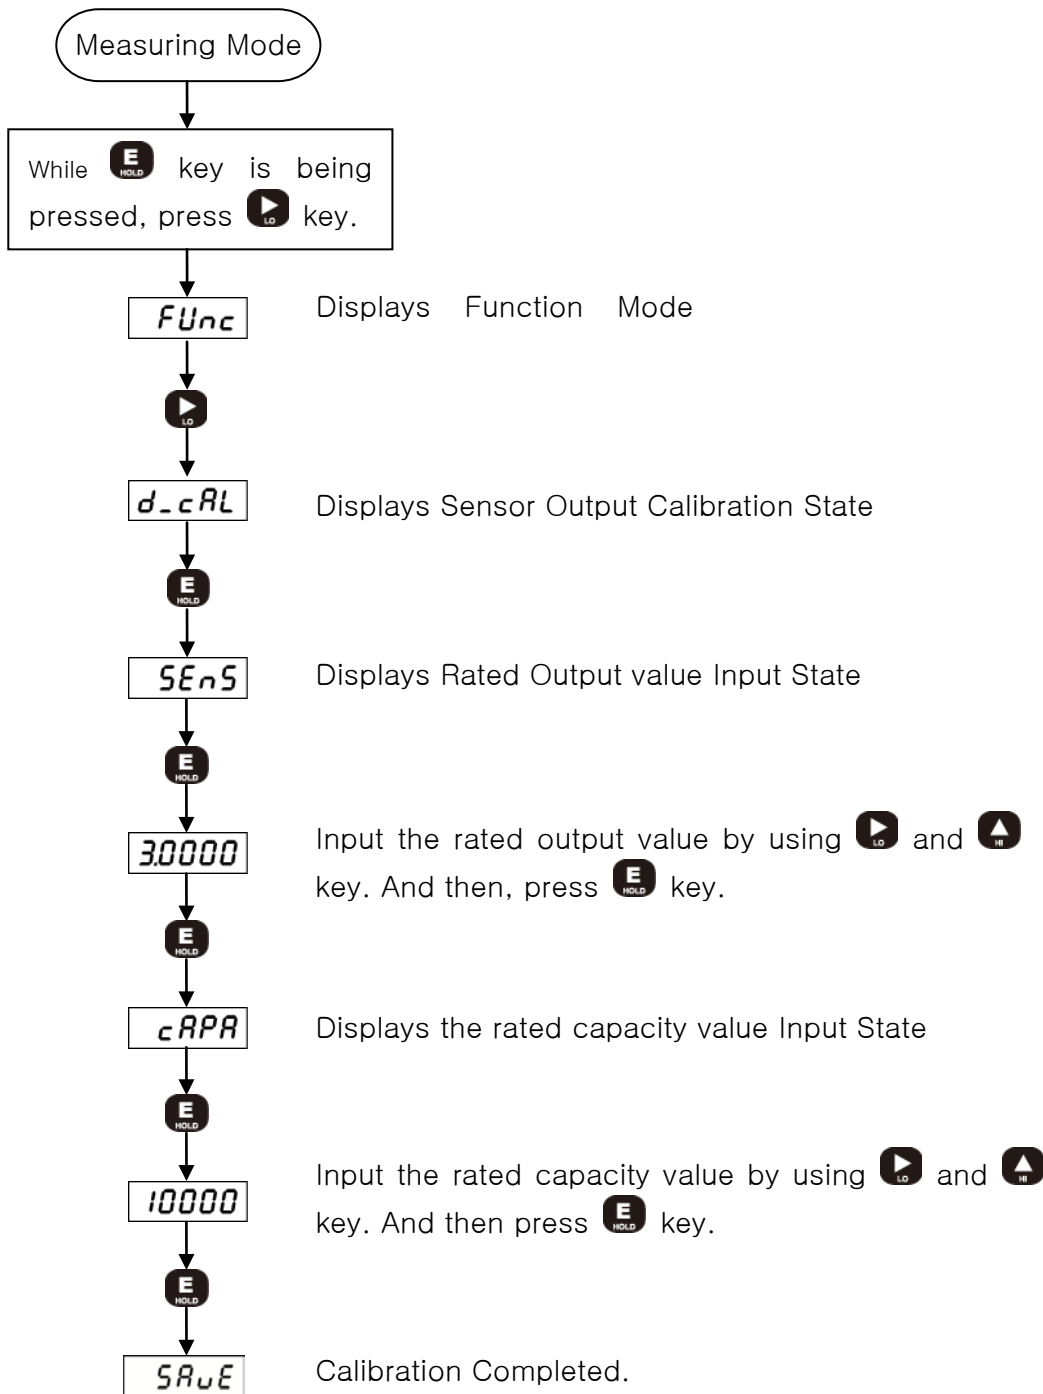 Measuring Mode
While E HOLD key is being
pressed, press LO key.
FUnc
Displays Function Mode
LO
d_cAL
Displays Sensor Output Calibration State
E
HOLD
SEnS
Displays Rated Output value Input State
E
HOLD
3.0000
Input the rated output value by using LO and HI
key. And then, press E HOLD key.
E
HOLD
cAPA
Displays the rated capacity value Input State
E
HOLD
10000
Input the rated capacity value by using LO and HI
key. And then press E HOLD key.
E
HOLD
SAvE
Calibration Completed.